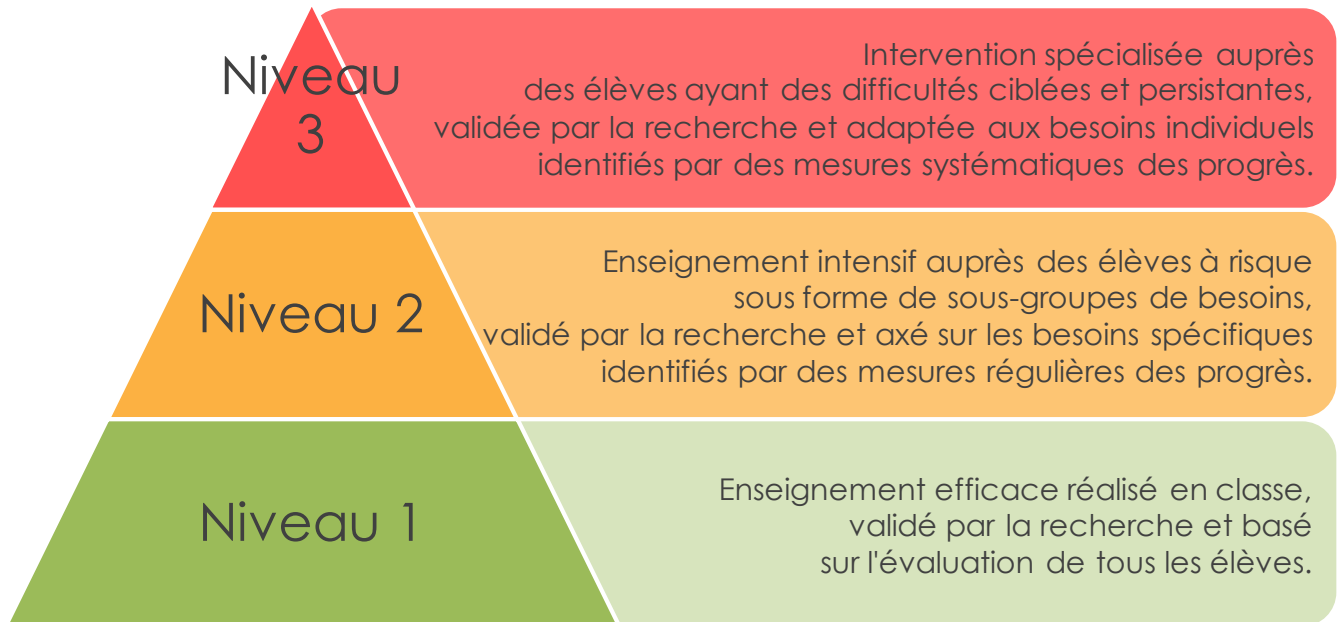 Niveau
3
Intervention spécialisée auprès
des élèves ayant des difficultés ciblées et persistantes,
validée par la recherche et adaptée aux besoins individuels
identifiés par des mesures systématiques des progrès.
Niveau 2
Enseignement intensif auprès des élèves à risque
sous forme de sous-groupes de besoins,
validé par la recherche et axé sur les besoins spécifiques
identifiés par des mesures régulières des progrès.
Niveau 1
Enseignement efficace réalisé en classe,
validé par la recherche et basé
sur l'évaluation de tous les élèves.